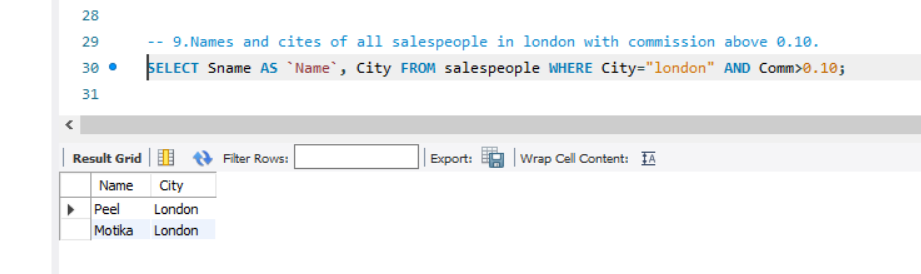 28
29 -- 9.Names and cites of all salespeople in london with commission above 0.10.
30 SELECT Sname AS `Name`, City FROM salespeople WHERE City="london" AND Comm>0.10;
31
Result Grid Filter Rows: Export: Wrap Cell Content: IA
Name City
Peel London
Motika London